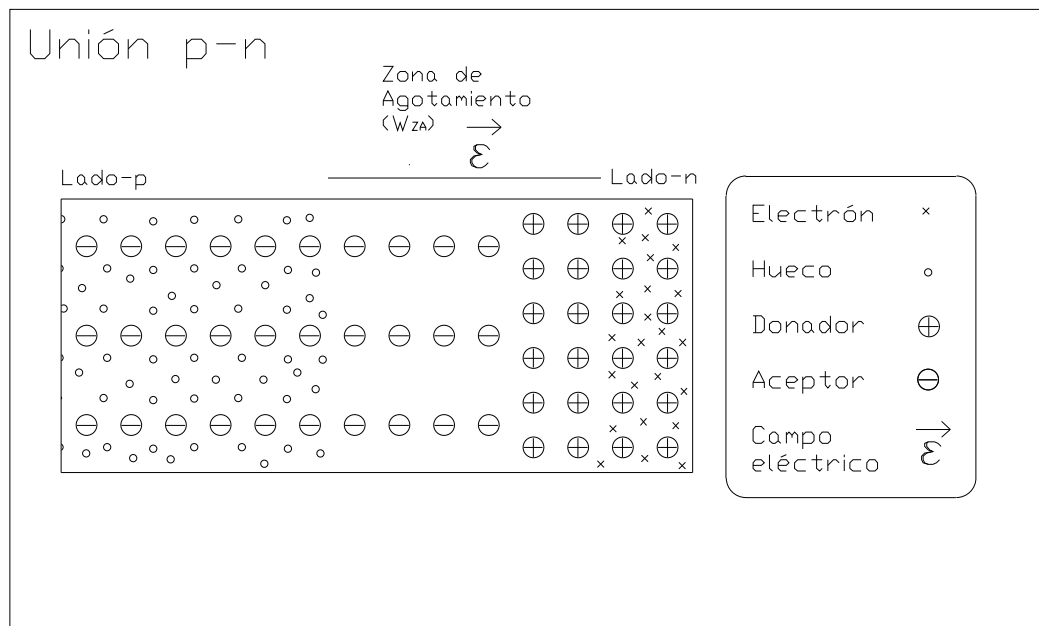 Unión p-n
Zona de
Agotamiento
(WZA)
ε
Lado-p
Lado-n
Electrón
Hueco
Donador
Aceptor
Campo
eléctrico
ε